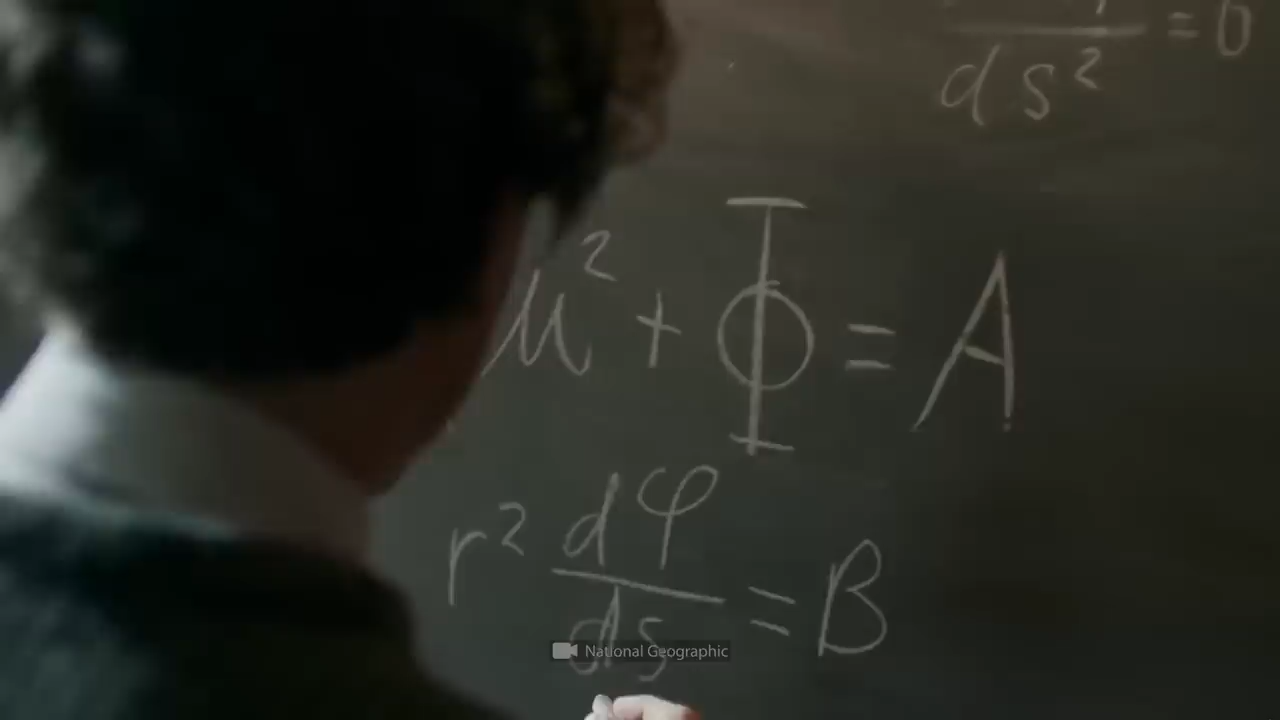 ds² = 0
u² + Φ = A
r² dφ/ds = B
National Geographic